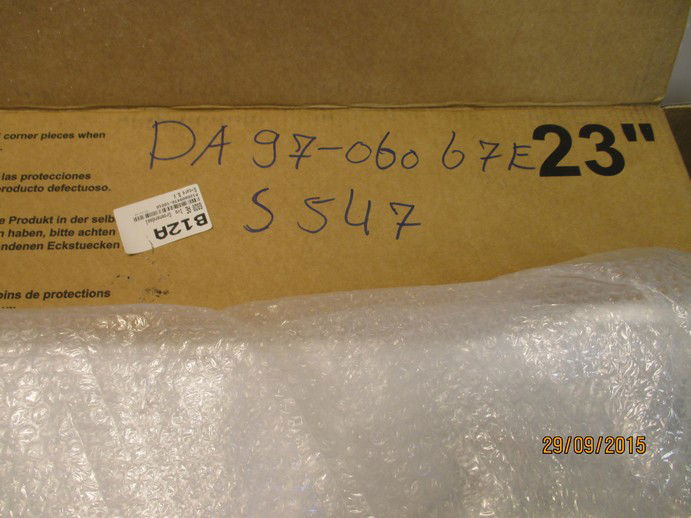 corner pieces when
DA 97-06067E
23"
las protecciones
producto defectuoso.
S547
B12A
e Produkt in der selb
n haben, bitte achten
ndenen Eckstuecken
oins de protections
29/09/2015